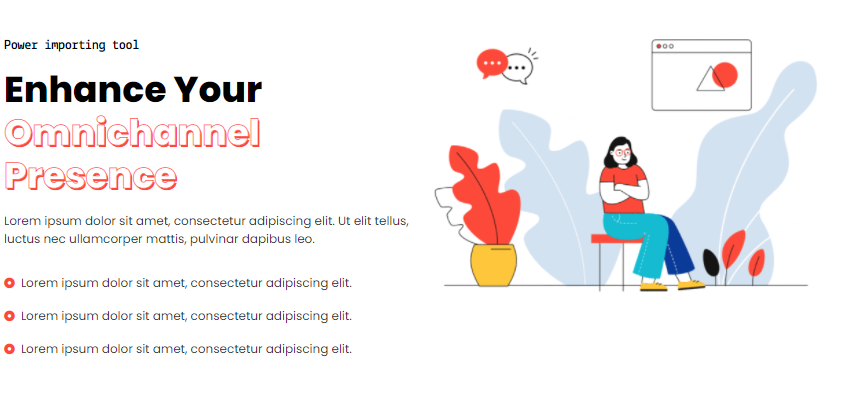 Power importing tool
Enhance Your
Omnichannel
Presence
Lorem ipsum dolor sit amet, consectetur adipiscing elit. Ut elit tellus,
luctus nec ullamcorper mattis, pulvinar dapibus leo.
Lorem ipsum dolor sit amet, consectetur adipiscing elit.
Lorem ipsum dolor sit amet, consectetur adipiscing elit.
Lorem ipsum dolor sit amet, consectetur adipiscing elit.